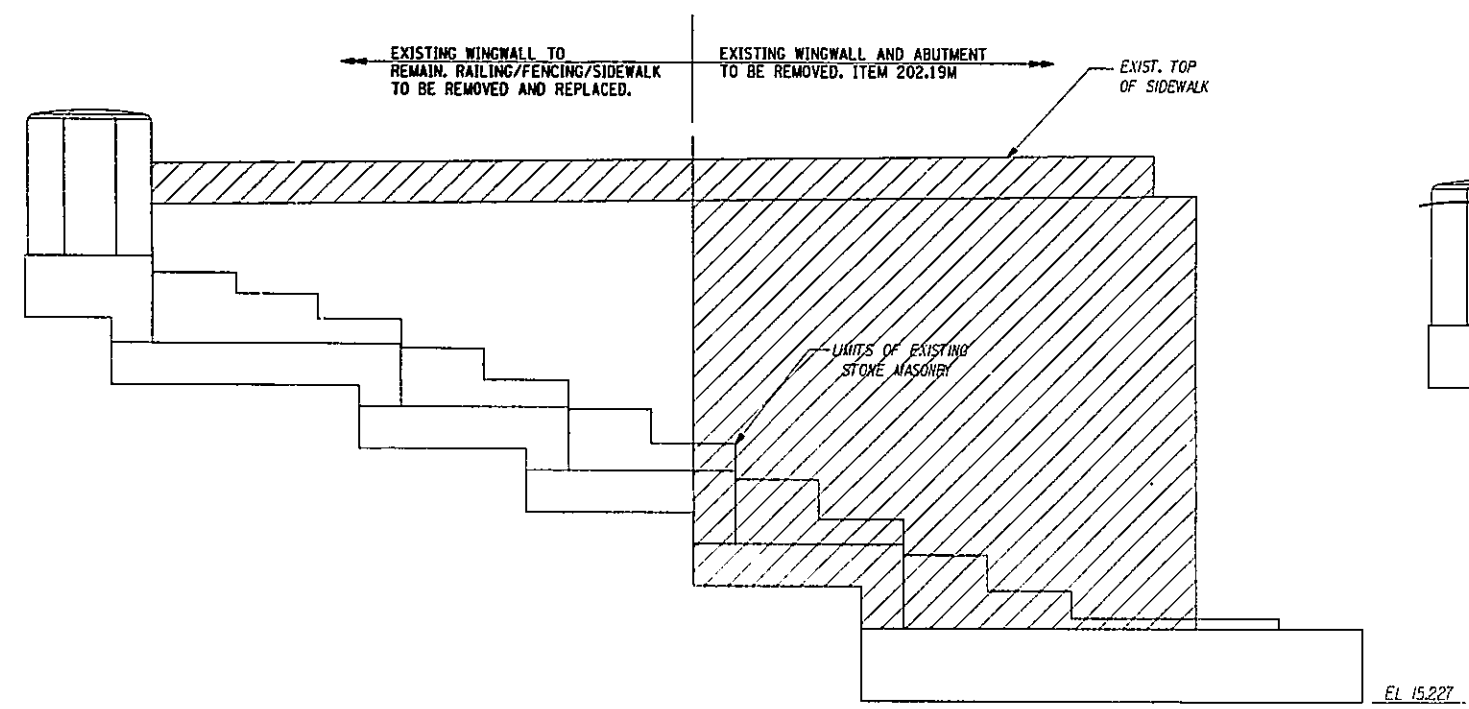 EXISTING WINGWALL TO
REMAIN. RAILING/FENCING/SIDEWALK
TO BE REMOVED AND REPLACED.
EXISTING WINGWALL AND ABUTMENT
TO BE REMOVED. ITEM 202.19M
EXIST. TOP
OF SIDEWALK
LIMITS OF EXISTING
STONE MASONRY
EL 15.227